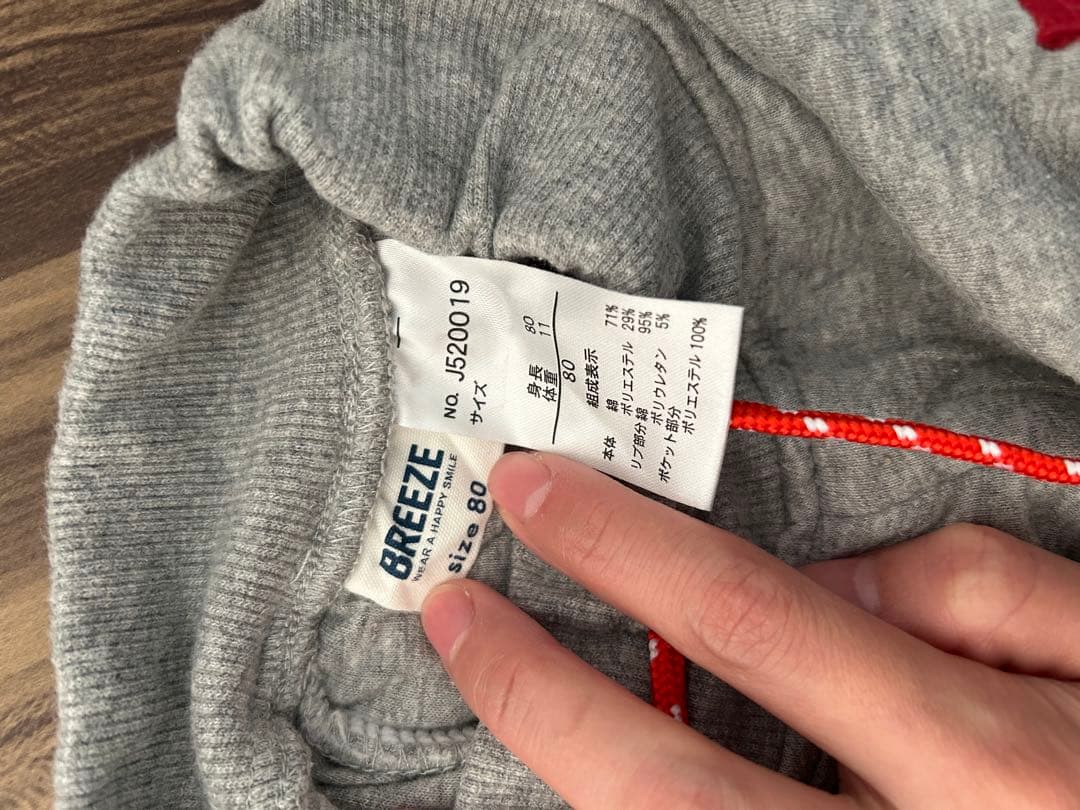 NO. J520019
サイズ
身長 80
体重 11
80
組成表示
本体 綿 71%
ポリエステル 29%
リブ部分 綿 95%
ポリウレタン 5%
ポケット部分
ポリエステル 100%
BREEZE
WEAR A HAPPY SMILE
size 80